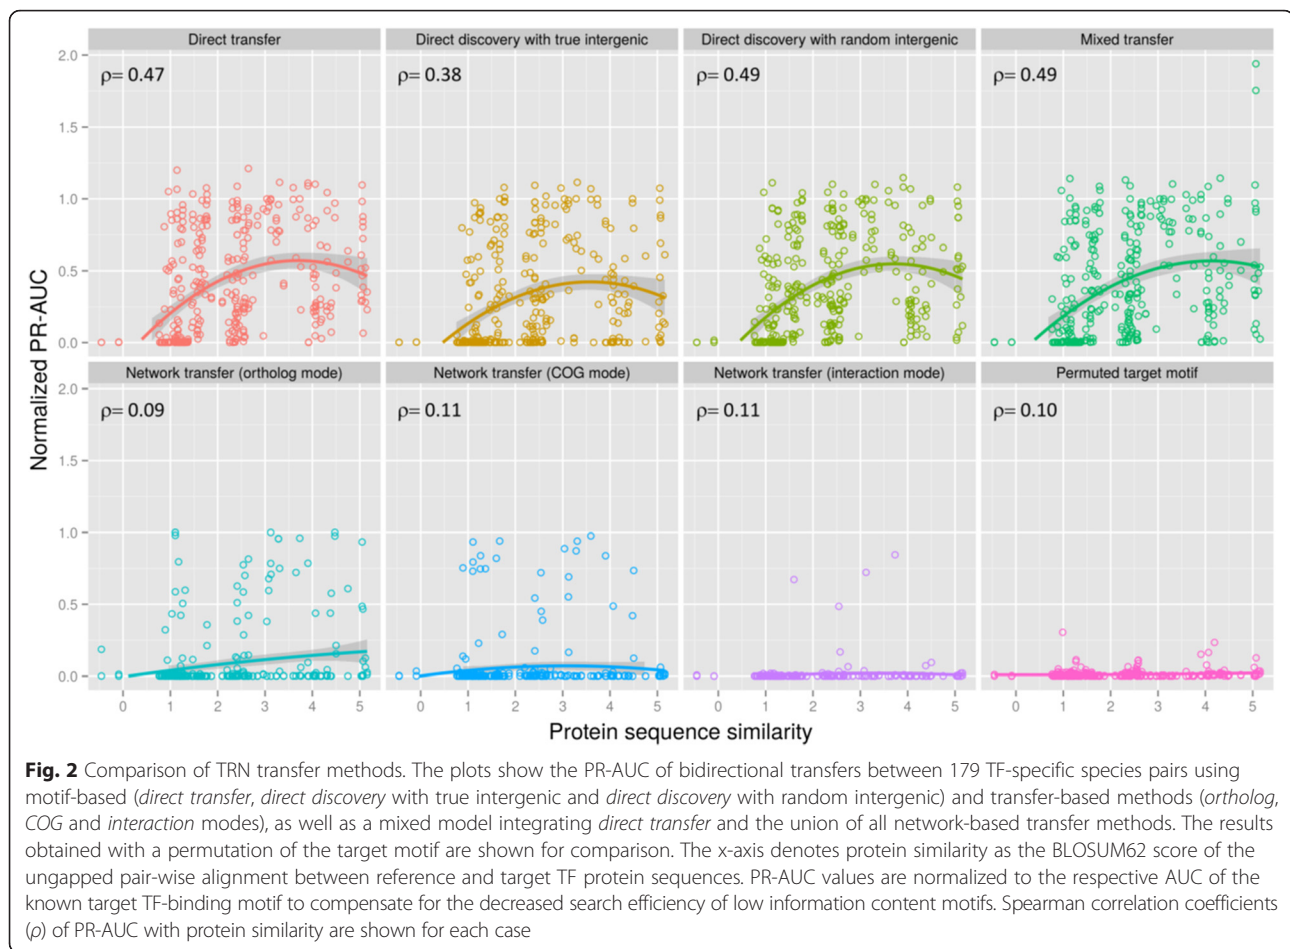 Direct transfer
Direct discovery with true intergenic
Direct discovery with random intergenic
Mixed transfer
ρ= 0.47
ρ= 0.38
ρ= 0.49
ρ= 0.49
2.0
1.5
1.0
0.5
0.0
Normalized PR-AUC
Network transfer (ortholog mode)
Network transfer (COG mode)
Network transfer (interaction mode)
Permuted target motif
ρ= 0.09
ρ= 0.11
ρ= 0.11
ρ= 0.10
2.0
1.5
1.0
0.5
0.0
0 1 2 3 4 5
0 1 2 3 4 5
0 1 2 3 4 5
0 1 2 3 4 5
Protein sequence similarity
Fig. 2 Comparison of TRN transfer methods. The plots show the PR-AUC of bidirectional transfers between 179 TF-specific species pairs using
motif-based (direct transfer, direct discovery with true intergenic and direct discovery with random intergenic) and transfer-based methods (ortholog,
COG and interaction modes), as well as a mixed model integrating direct transfer and the union of all network-based transfer methods. The results
obtained with a permutation of the target motif are shown for comparison. The x-axis denotes protein similarity as the BLOSUM62 score of the
ungapped pair-wise alignment between reference and target TF protein sequences. PR-AUC values are normalized to the respective AUC of the
known target TF-binding motif to compensate for the decreased search efficiency of low information content motifs. Spearman correlation coefficients
(ρ) of PR-AUC with protein similarity are shown for each case